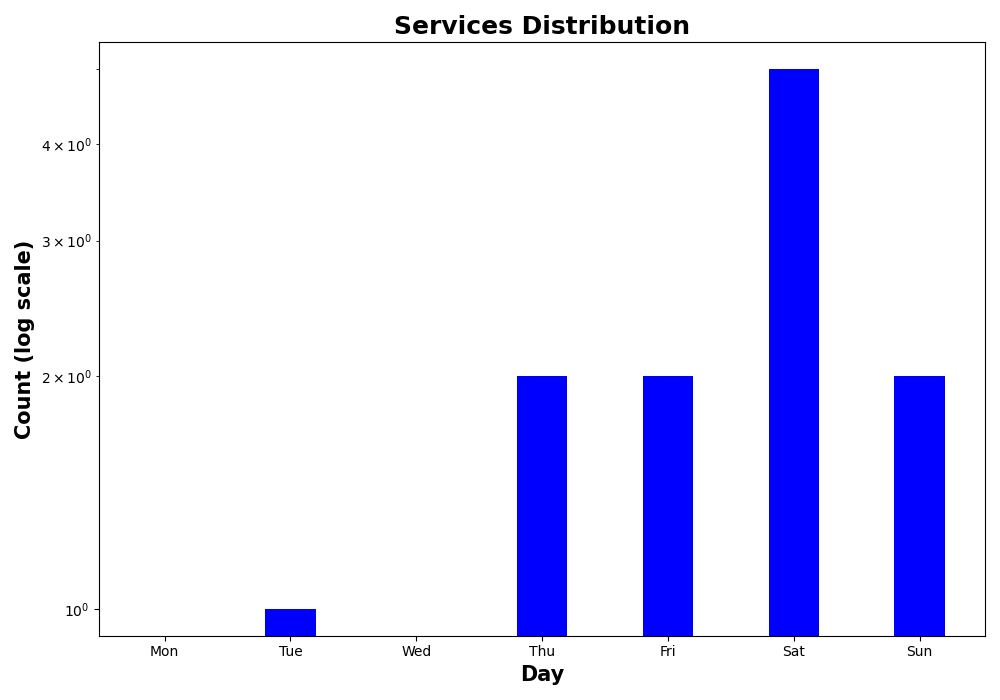 Services Distribution
Count (log scale)
4 × 10⁰
3 × 10⁰
2 × 10⁰
10⁰
Mon Tue Wed Thu Fri Sat Sun
Day